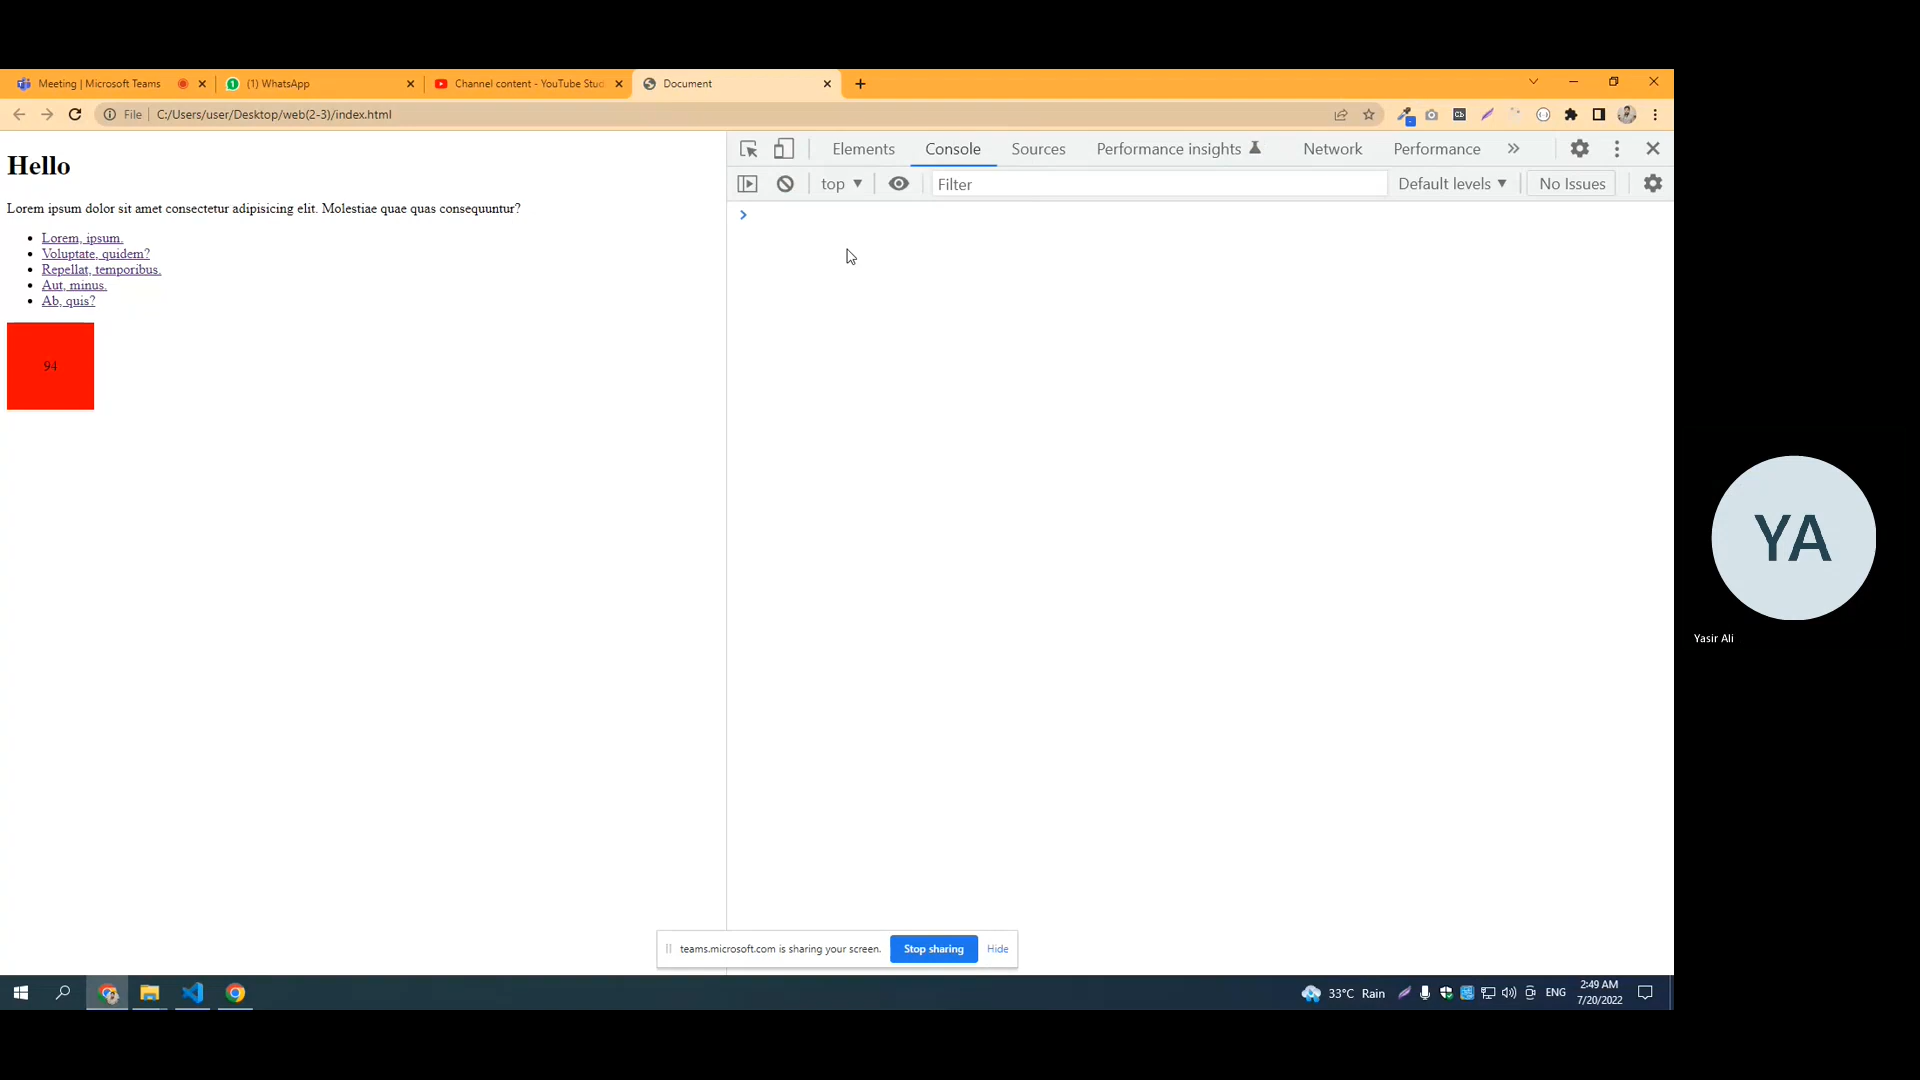 Meeting | Microsoft Teams
(1) WhatsApp
Channel content - YouTube Stud
Document
File
C:/Users/user/Desktop/web(2-3)/index.html
Hello
Lorem ipsum dolor sit amet consectetur adipisicing elit. Molestiae quae quas consequuntur?
Lorem, ipsum.
Voluptate, quidem?
Repellat, temporibus.
Aut, minus.
Ab, quis?
94
Elements
Console
Sources
Performance insights
Network
Performance
top
Filter
Default levels
No Issues
YA
Yasir Ali
teams.microsoft.com is sharing your screen.
Stop sharing
Hide
33°C Rain
ENG
2:49 AM
7/20/2022